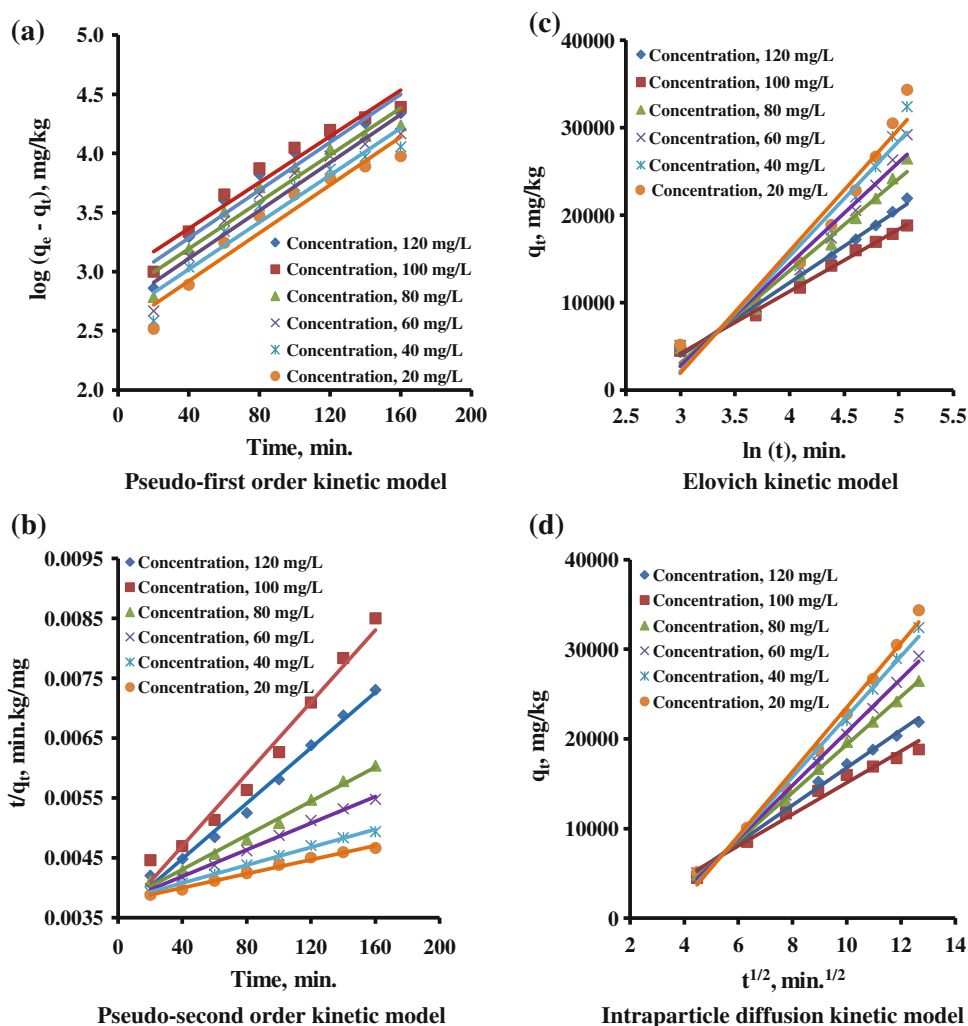 (a)
5.0
4.5
4.0
3.5
3.0
2.5
2.0
log (qe - qt), mg/kg
Concentration, 120 mg/L
Concentration, 100 mg/L
Concentration, 80 mg/L
Concentration, 60 mg/L
Concentration, 40 mg/L
Concentration, 20 mg/L
0 40 80 120 160 200
Time, min.
Pseudo-first order kinetic model
(b)
0.0095
0.0085
0.0075
0.0065
0.0055
0.0045
0.0035
t/qt, min.kg/mg
Concentration, 120 mg/L
Concentration, 100 mg/L
Concentration, 80 mg/L
Concentration, 60 mg/L
Concentration, 40 mg/L
Concentration, 20 mg/L
0 40 80 120 160 200
Time, min.
Pseudo-second order kinetic model
(c)
40000
30000
20000
10000
0
qt, mg/kg
Concentration, 120 mg/L
Concentration, 100 mg/L
Concentration, 80 mg/L
Concentration, 60 mg/L
Concentration, 40 mg/L
Concentration, 20 mg/L
2.5 3 3.5 4 4.5 5 5.5
ln (t), min.
Elovich kinetic model
(d)
40000
30000
20000
10000
0
qt, mg/kg
Concentration, 120 mg/L
Concentration, 100 mg/L
Concentration, 80 mg/L
Concentration, 60 mg/L
Concentration, 40 mg/L
Concentration, 20 mg/L
2 4 6 8 10 12 14
t1/2, min.1/2
Intraparticle diffusion kinetic model